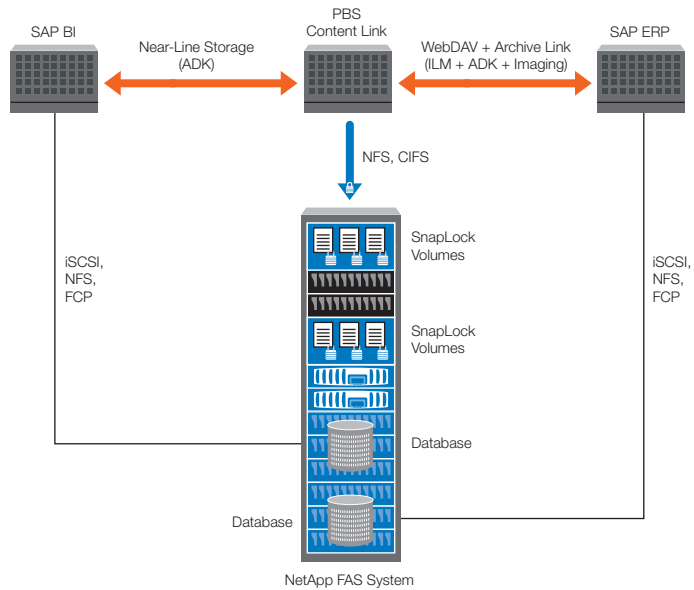 SAP BI
PBS
Content Link
SAP ERP
Near-Line Storage
(ADK)
WebDAV + Archive Link
(ILM + ADK + Imaging)
NFS, CIFS
SnapLock
Volumes
iSCSI,
NFS,
FCP
iSCSI,
NFS,
FCP
SnapLock
Volumes
Database
Database
NetApp FAS System